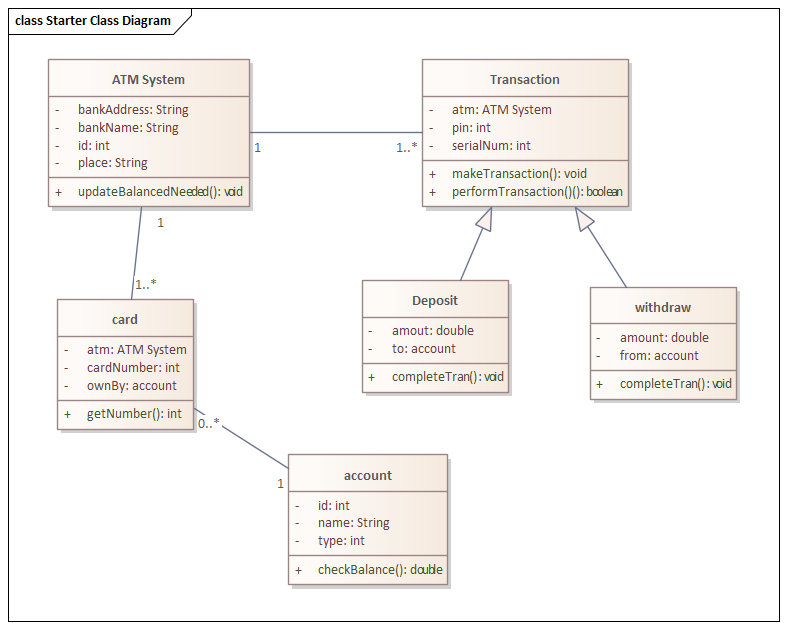 class Starter Class Diagram
ATM System
- bankAddress: String
- bankName: String
- id: int
- place: String
+ updateBalancedNeeded(): void
Transaction
- atm: ATM System
- pin: int
- serialNum: int
+ makeTransaction(): void
+ performTransaction()(): boolean
1
1..*
1
1..*
card
- atm: ATM System
- cardNumber: int
- ownBy: account
+ getNumber(): int
Deposit
- amout: double
- to: account
+ completeTran(): void
withdraw
- amount: double
- from: account
+ completeTran(): void
0..*
1
account
- id: int
- name: String
- type: int
+ checkBalance(): double